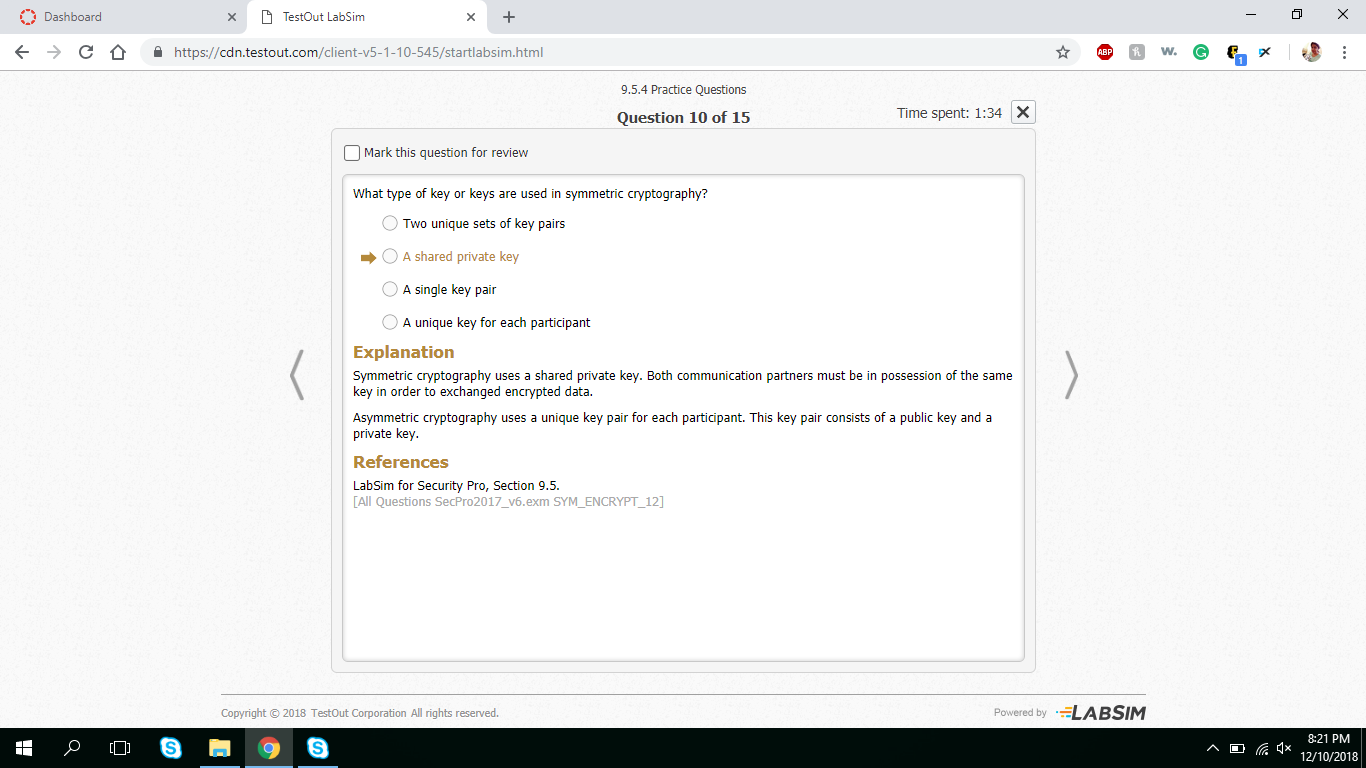 Dashboard
TestOut LabSim
https://cdn.testout.com/client-v5-1-10-545/startlabsim.html
ABP
W.
1
9.5.4 Practice Questions
Question 10 of 15
Time spent: 1:34
Mark this question for review
What type of key or keys are used in symmetric cryptography?
Two unique sets of key pairs
A shared private key
A single key pair
A unique key for each participant
Explanation
Symmetric cryptography uses a shared private key. Both communication partners must be in possession of the same
key in order to exchanged encrypted data.
Asymmetric cryptography uses a unique key pair for each participant. This key pair consists of a public key and a
private key.
References
LabSim for Security Pro, Section 9.5.
[All Questions SecPro2017_v6.exm SYM_ENCRYPT_12]
Copyright © 2018 TestOut Corporation All rights reserved.
Powered by LABSIM
8:21 PM
12/10/2018